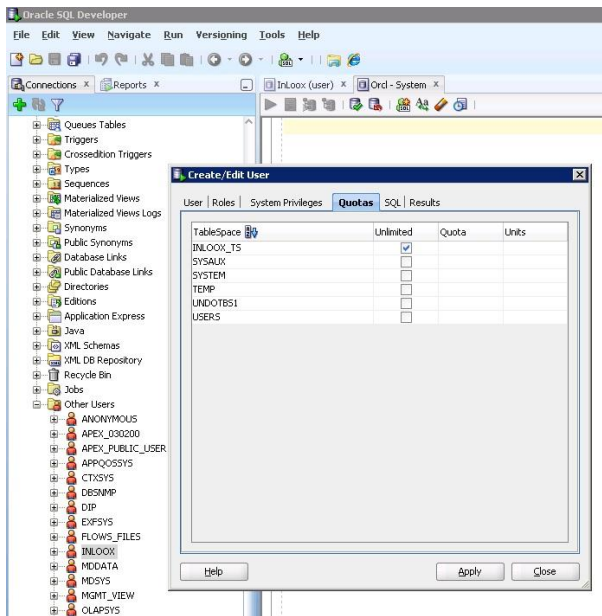 Oracle SQL Developer
File Edit View Navigate Run Versioning Tools Help
Connections x Reports x
InLoox (user) x Orcl - System x
Queues Tables
Triggers
Crossedition Triggers
Types
Sequences
Materialized Views
Materialized Views Logs
Synonyms
Public Synonyms
Database Links
Public Database Links
Directories
Editions
Application Express
Java
XML Schemas
XML DB Repository
Recycle Bin
Jobs
Other Users
ANONYMOUS
APEX_030200
APEX_PUBLIC_USER
APPQOSSYS
CTXSYS
DBSNMP
DIP
EXFSYS
FLOWS_FILES
INLOOX
MDDATA
MDSYS
MGMT_VIEW
OLAPSYS
Create/Edit User
User Roles System Privileges Quotas SQL Results
TableSpace Unlimited Quota Units
INLOOX_TS
SYSAUX
SYSTEM
TEMP
UNDOTBS1
USERS
Help Apply Close